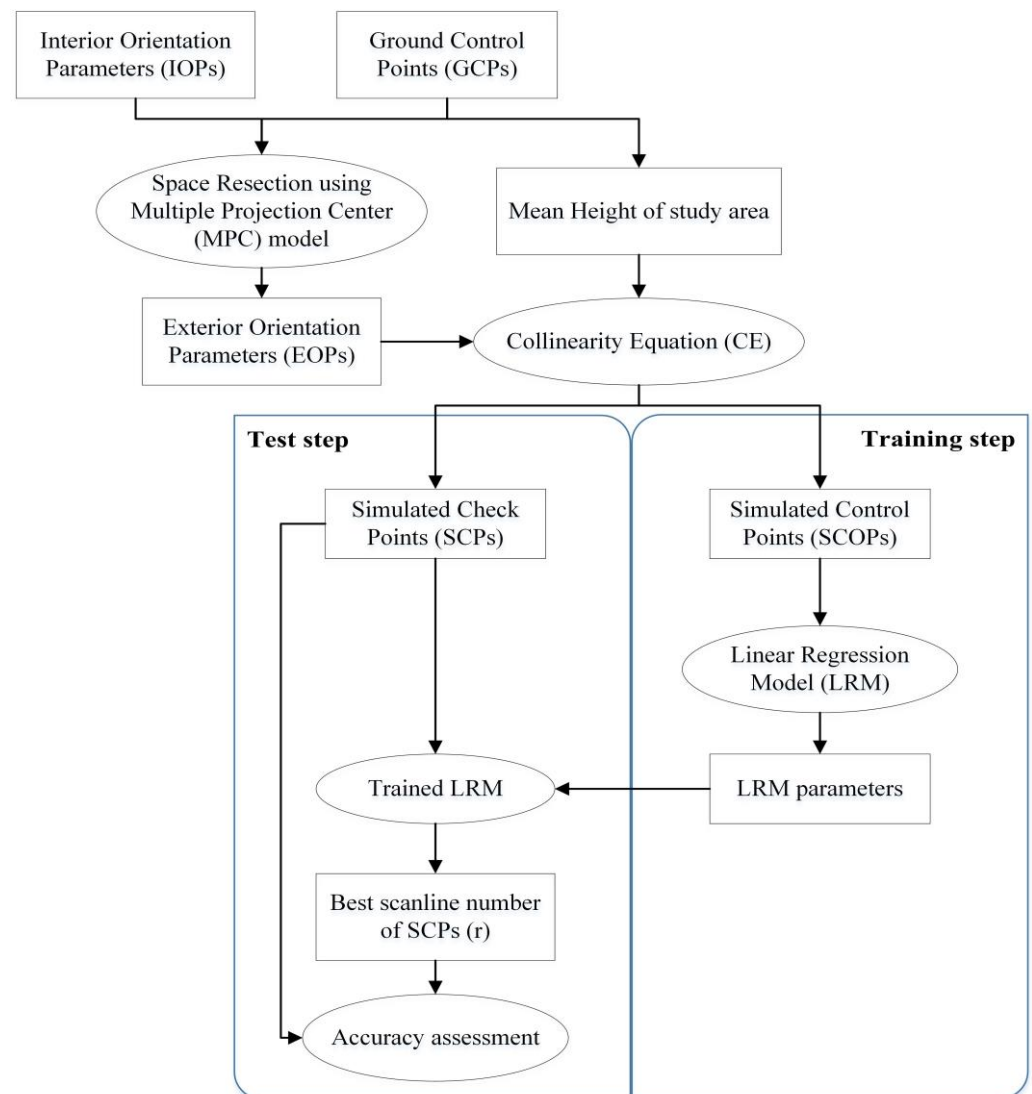 Interior Orientation
Parameters (IOPs)
Ground Control
Points (GCPs)
Space Resection using
Multiple Projection Center
(MPC) model
Mean Height of study area
Exterior Orientation
Parameters (EOPs)
Collinearity Equation (CE)
Test step
Training step
Simulated Check
Points (SCPs)
Simulated Control
Points (SCOPs)
Linear Regression
Model (LRM)
Trained LRM
LRM parameters
Best scanline number
of SCPs (r)
Accuracy assessment